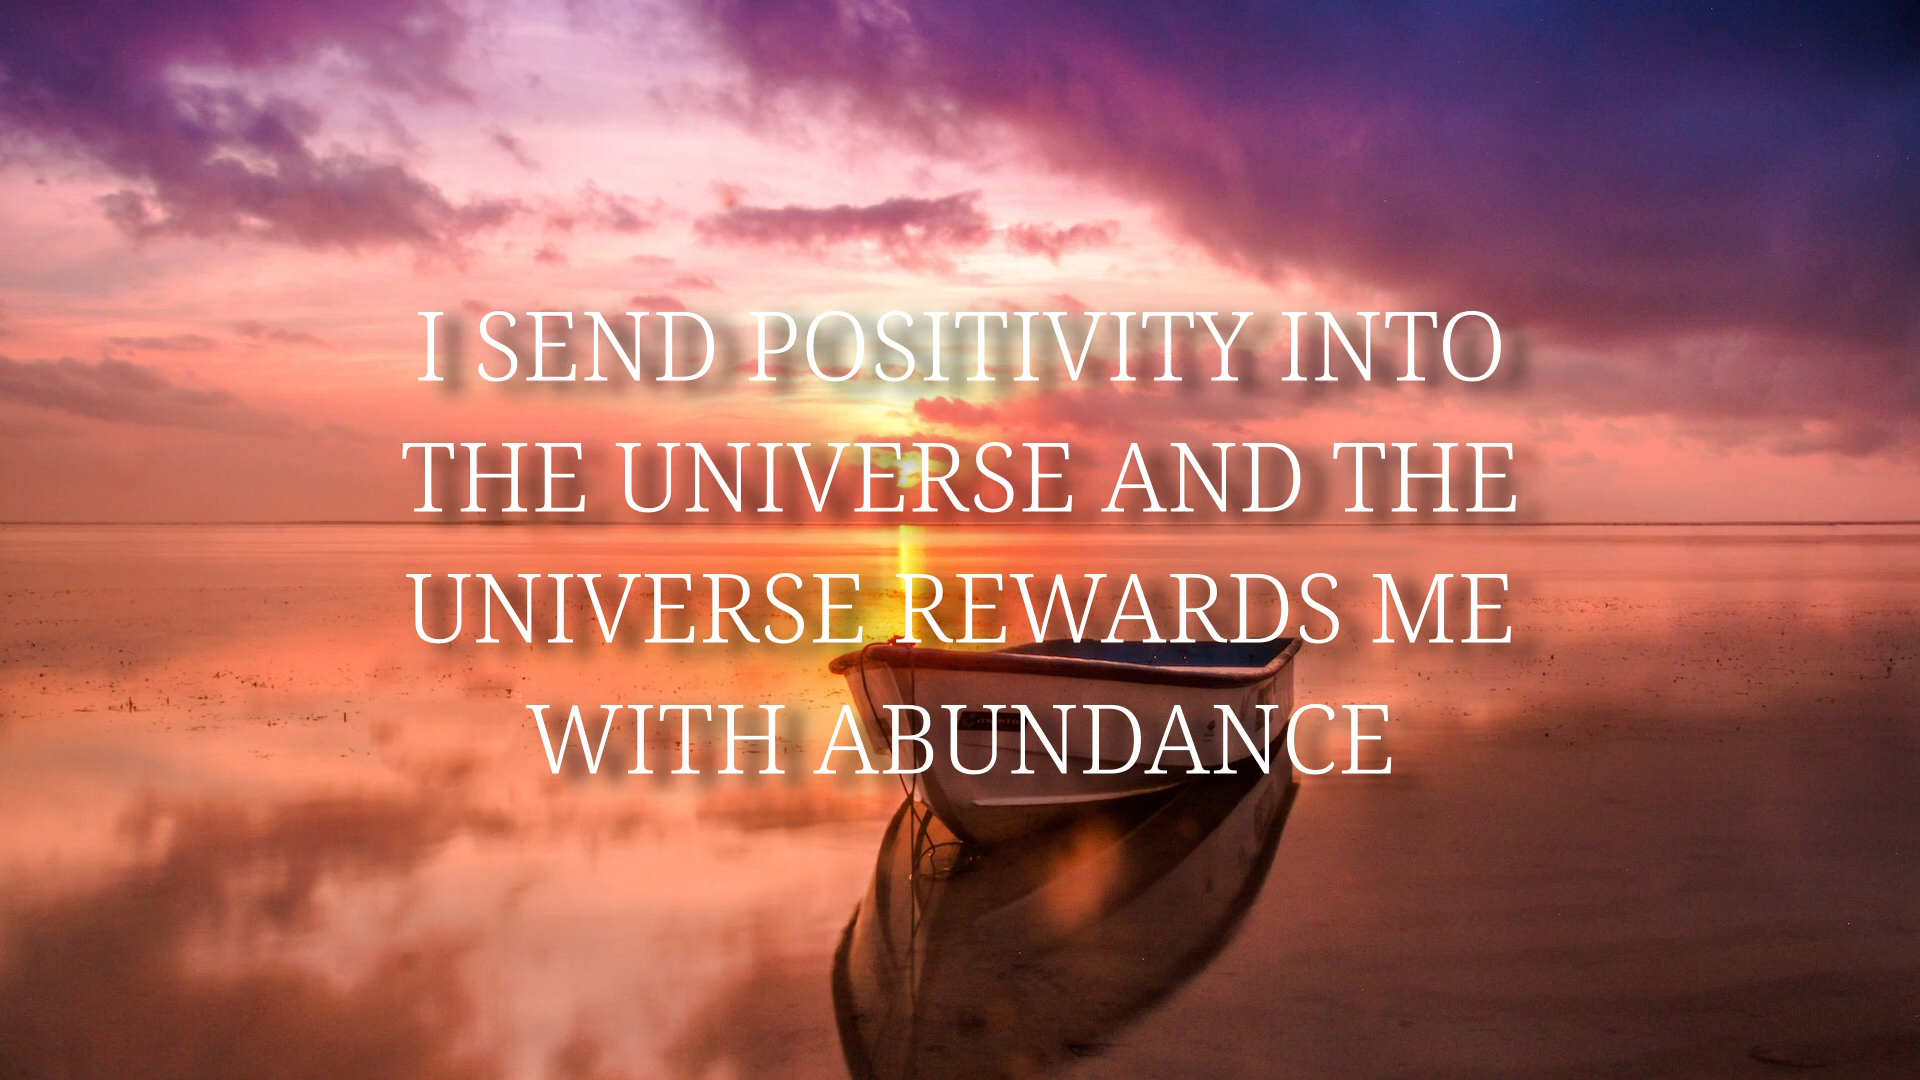 I SEND POSITIVITY INTO
THE UNIVERSE AND THE
UNIVERSE REWARDS ME
WITH ABUNDANCE